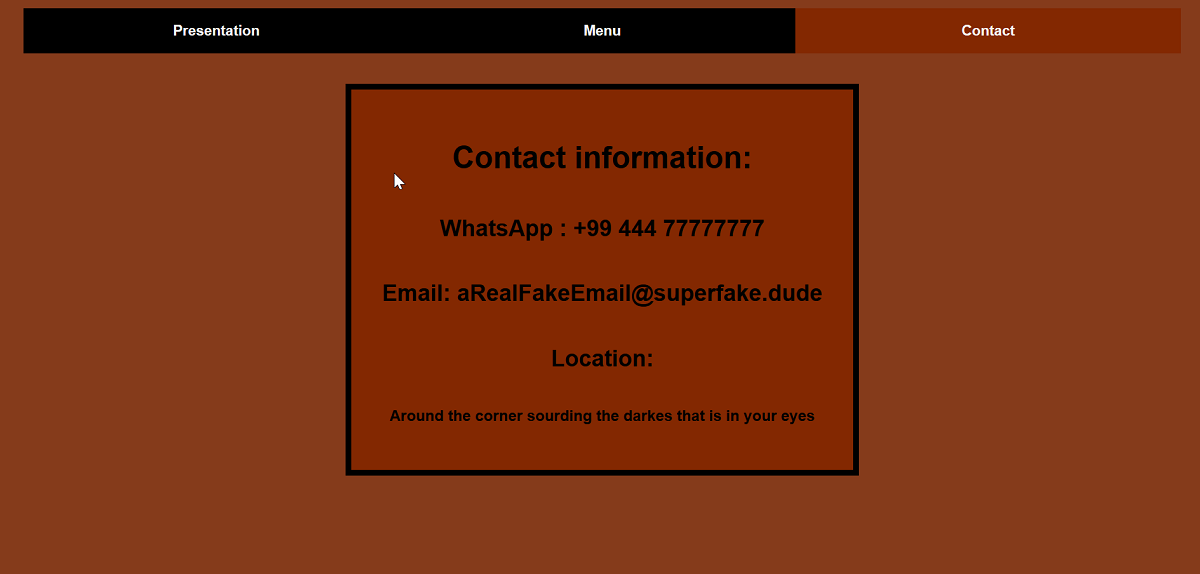 Presentation
Menu
Contact
Contact information:
WhatsApp : +99 444 77777777
Email: aRealFakeEmail@superfake.dude
Location:
Around the corner sourding the darkes that is in your eyes